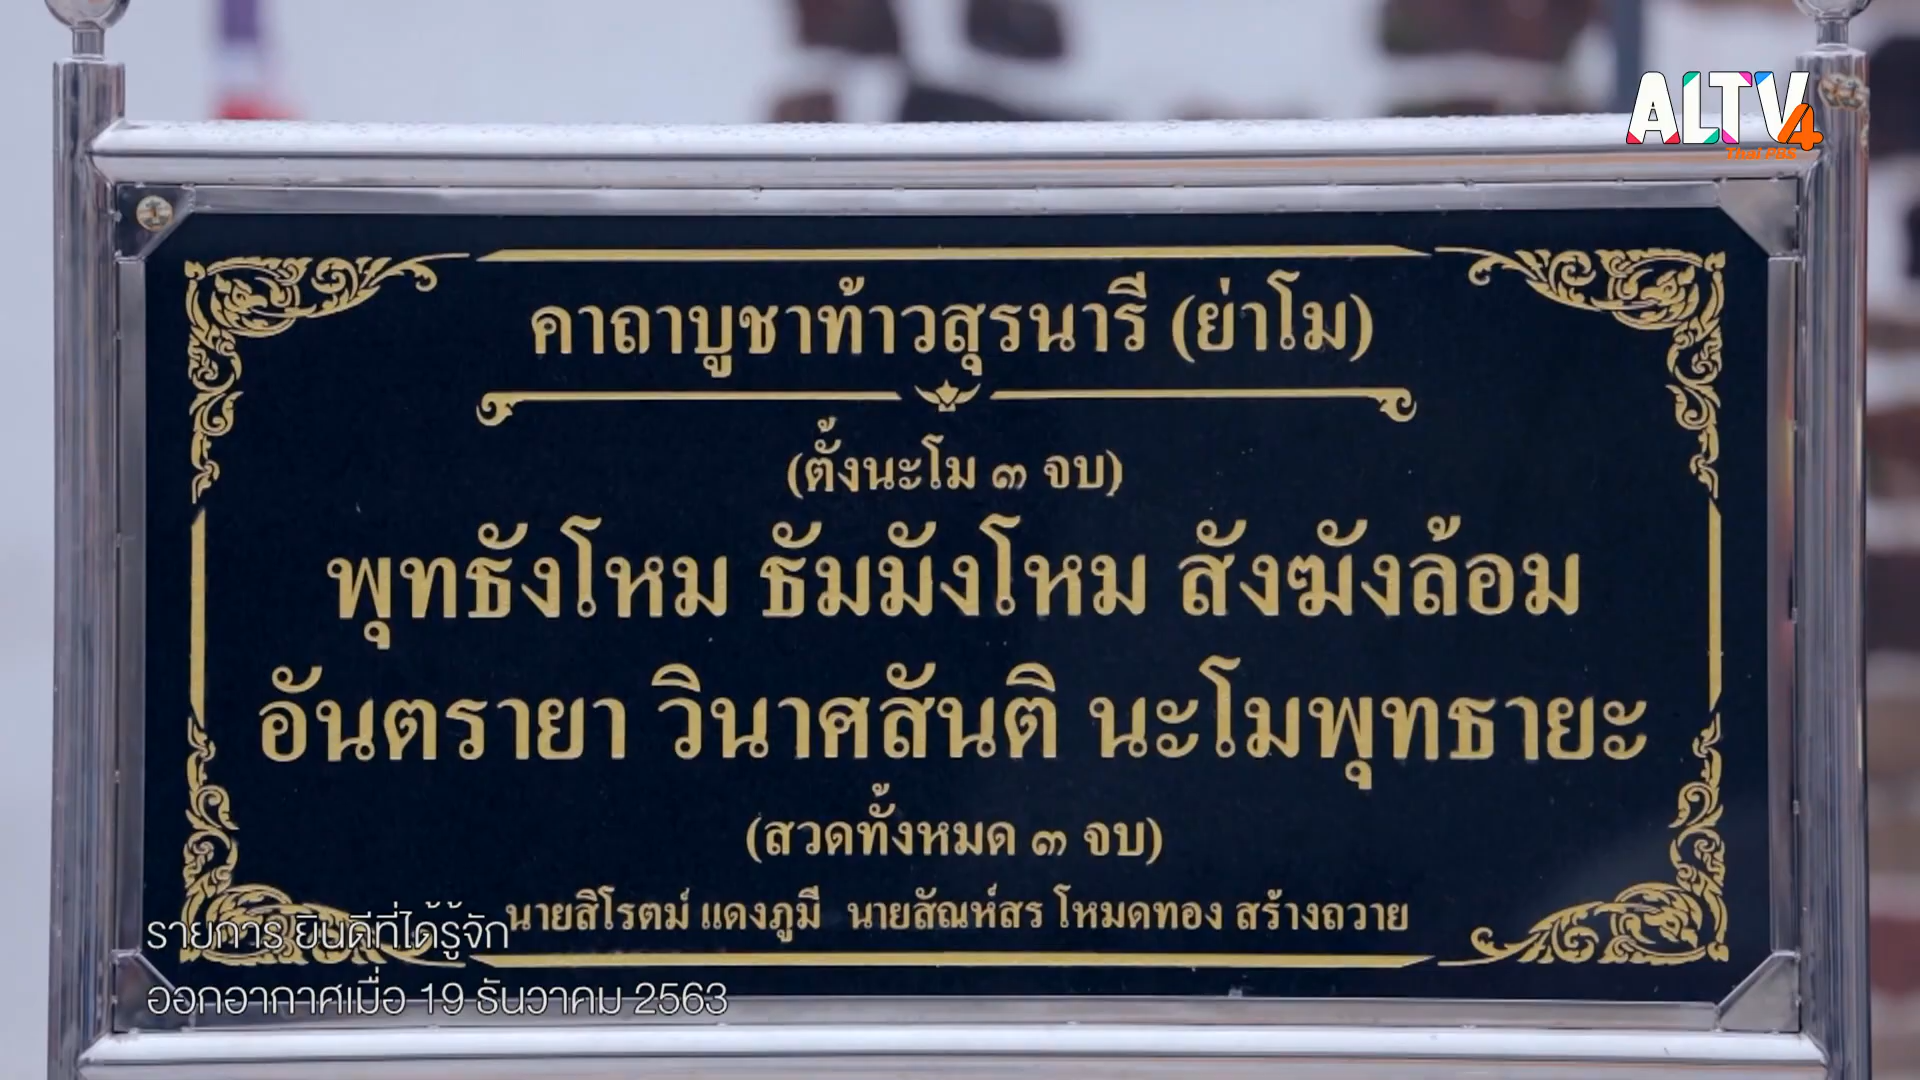 ALTV4
Thai PBS
คาถาบูชาท้าวสุรนารี (ย่าโม)
(ตั้งนะโม ๓ จบ)
พุทธังโหม ธัมมังโหม สังฆังล้อม
อันตรายา วินาศสันติ นะโมพุทธายะ
(สวดทั้งหมด ๓ จบ)
นายสิโรตม์ แดงภูมี นายสัณห์สร โหมดทอง สร้างถวาย
รายการ ยินดีที่ได้รู้จัก
ออกอากาศเมื่อ 19 ธันวาคม 2563